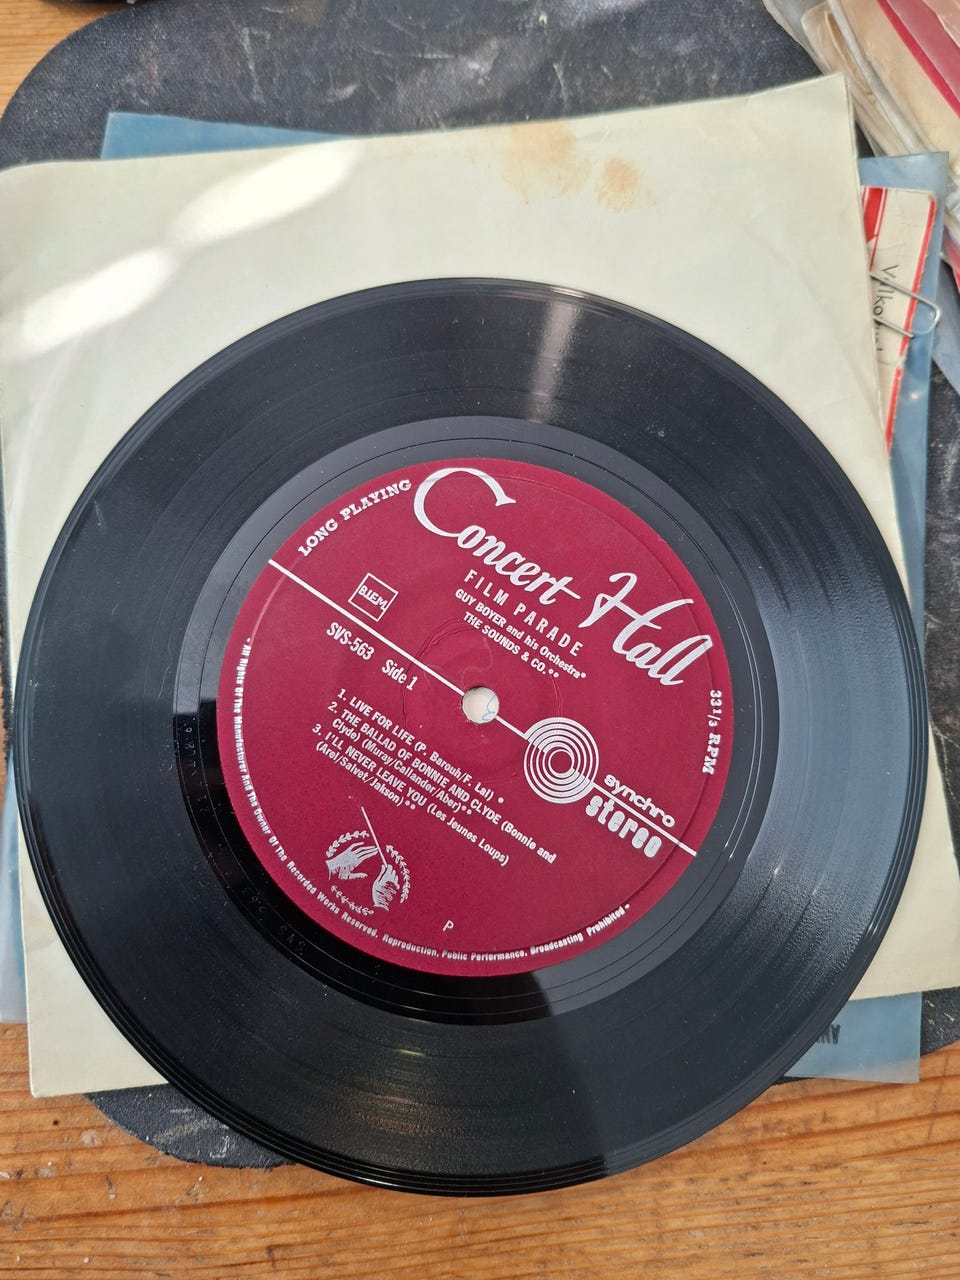 LONG PLAYING
Concert Hall
FILM PARADE
GUY BOYER and his Orchestra*
THE SOUNDS & CO.**
B.I.E.M.
SVS-563 Side 1
33 1/3 RPM
1. LIVE FOR LIFE (P. Barouh/F. Lai) *
2. THE BALLAD OF BONNIE AND CLYDE (Bonnie and
Clyde) (Muray/Callander/Aber)**
3. I'LL NEVER LEAVE YOU (Les Jeunes Loups)
(Arel/Salvet/Jakson)**
synchro
stereo
P
* All Rights Of The Manufacturer And The Owner Of The Recorded Works Reserved. Reproduction, Public Performance, Broadcasting Prohibited *